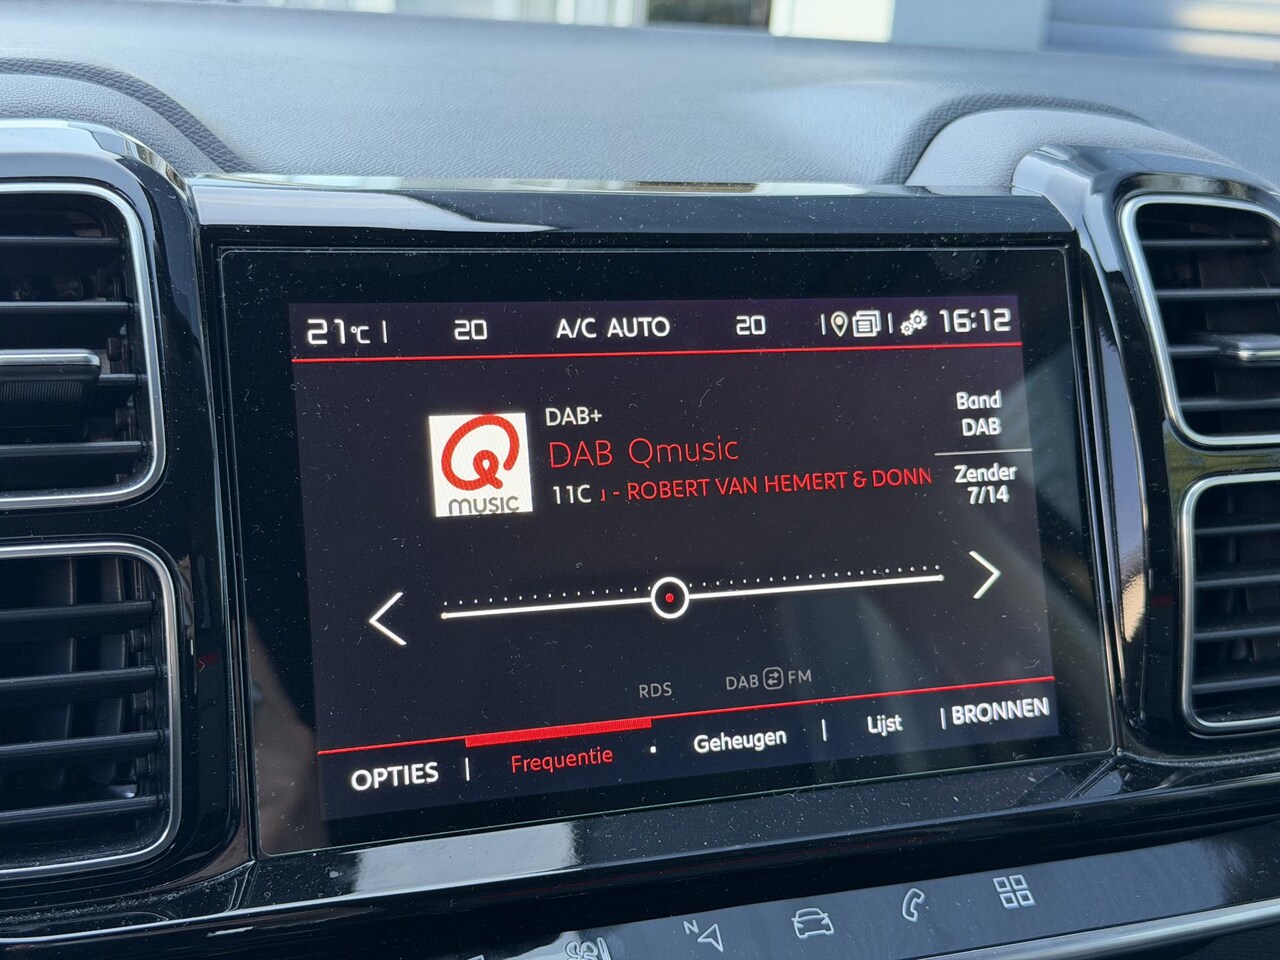 21°C 20 A/C AUTO 20 16:12
DAB+
DAB Qmusic
11C - ROBERT VAN HEMERT & DONN
MUSIC
Band
DAB
Zender
7/14
RDS DAB FM
OPTIES Frequentie Geheugen Lijst BRONNEN
N